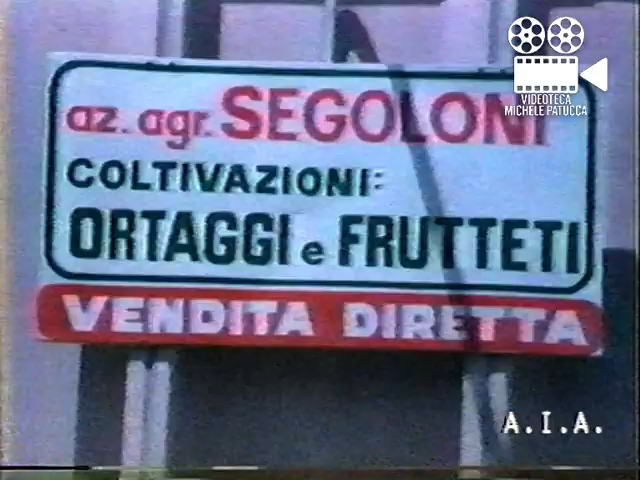 az. agr. SEGOLONI
COLTIVAZIONI:
ORTAGGI e FRUTTETI
VENDITA DIRETTA
VIDEOTECA
MICHELE PATUCCA
A.I.A.